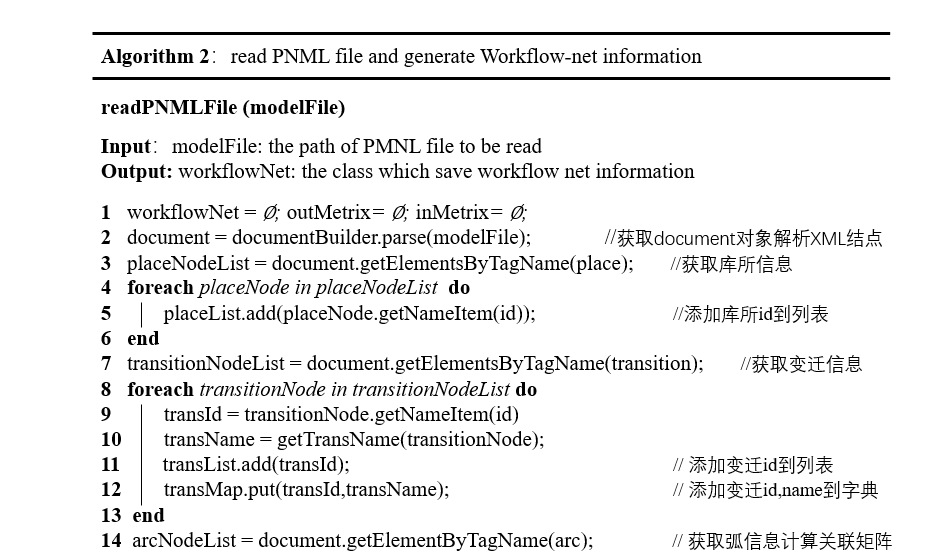 Algorithm 2： read PNML file and generate Workflow-net information
readPNMLFile (modelFile)
Input： modelFile: the path of PMNL file to be read
Output: workflowNet: the class which save workflow net information
1 workflowNet = ∅; outMetrix= ∅; inMetrix= ∅;
2 document = documentBuilder.parse(modelFile); //获取document对象解析XML结点
3 placeNodeList = document.getElementsByTagName(place); //获取库所信息
4 foreach placeNode in placeNodeList do
5 placeList.add(placeNode.getNameItem(id)); //添加库所id到列表
6 end
7 transitionNodeList = document.getElementsByTagName(transition); //获取变迁信息
8 foreach transitionNode in transitionNodeList do
9 transId = transitionNode.getNameItem(id)
10 transName = getTransName(transitionNode);
11 transList.add(transId); // 添加变迁id到列表
12 transMap.put(transId,transName); // 添加变迁id,name到字典
13 end
14 arcNodeList = document.getElementByTagName(arc); // 获取弧信息计算关联矩阵